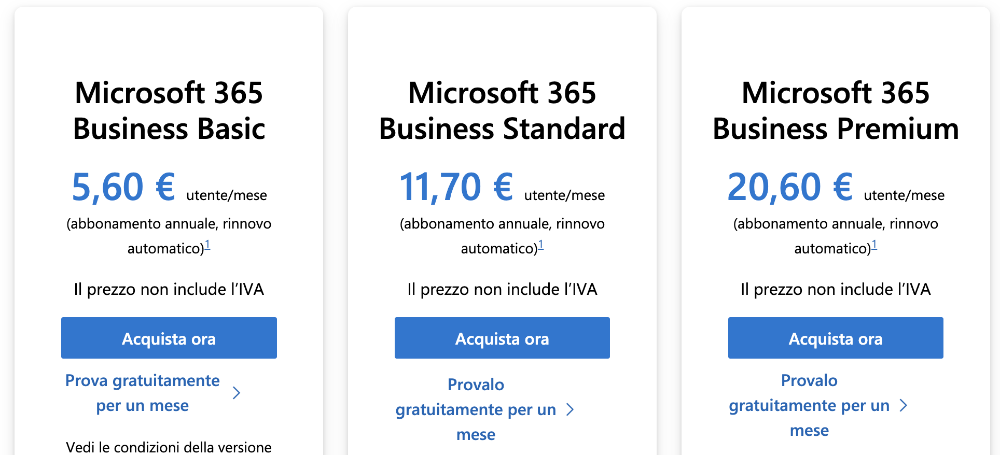 Microsoft 365
Business Basic
5,60 € utente/mese
(abbonamento annuale, rinnovo
automatico)1
Il prezzo non include l’IVA
Acquista ora
Prova gratuitamente
per un mese
Vedi le condizioni della versione
Microsoft 365
Business Standard
11,70 € utente/mese
(abbonamento annuale, rinnovo
automatico)1
Il prezzo non include l’IVA
Acquista ora
Provalo
gratuitamente per un
mese
Microsoft 365
Business Premium
20,60 € utente/mese
(abbonamento annuale, rinnovo
automatico)1
Il prezzo non include l’IVA
Acquista ora
Provalo
gratuitamente per un
mese